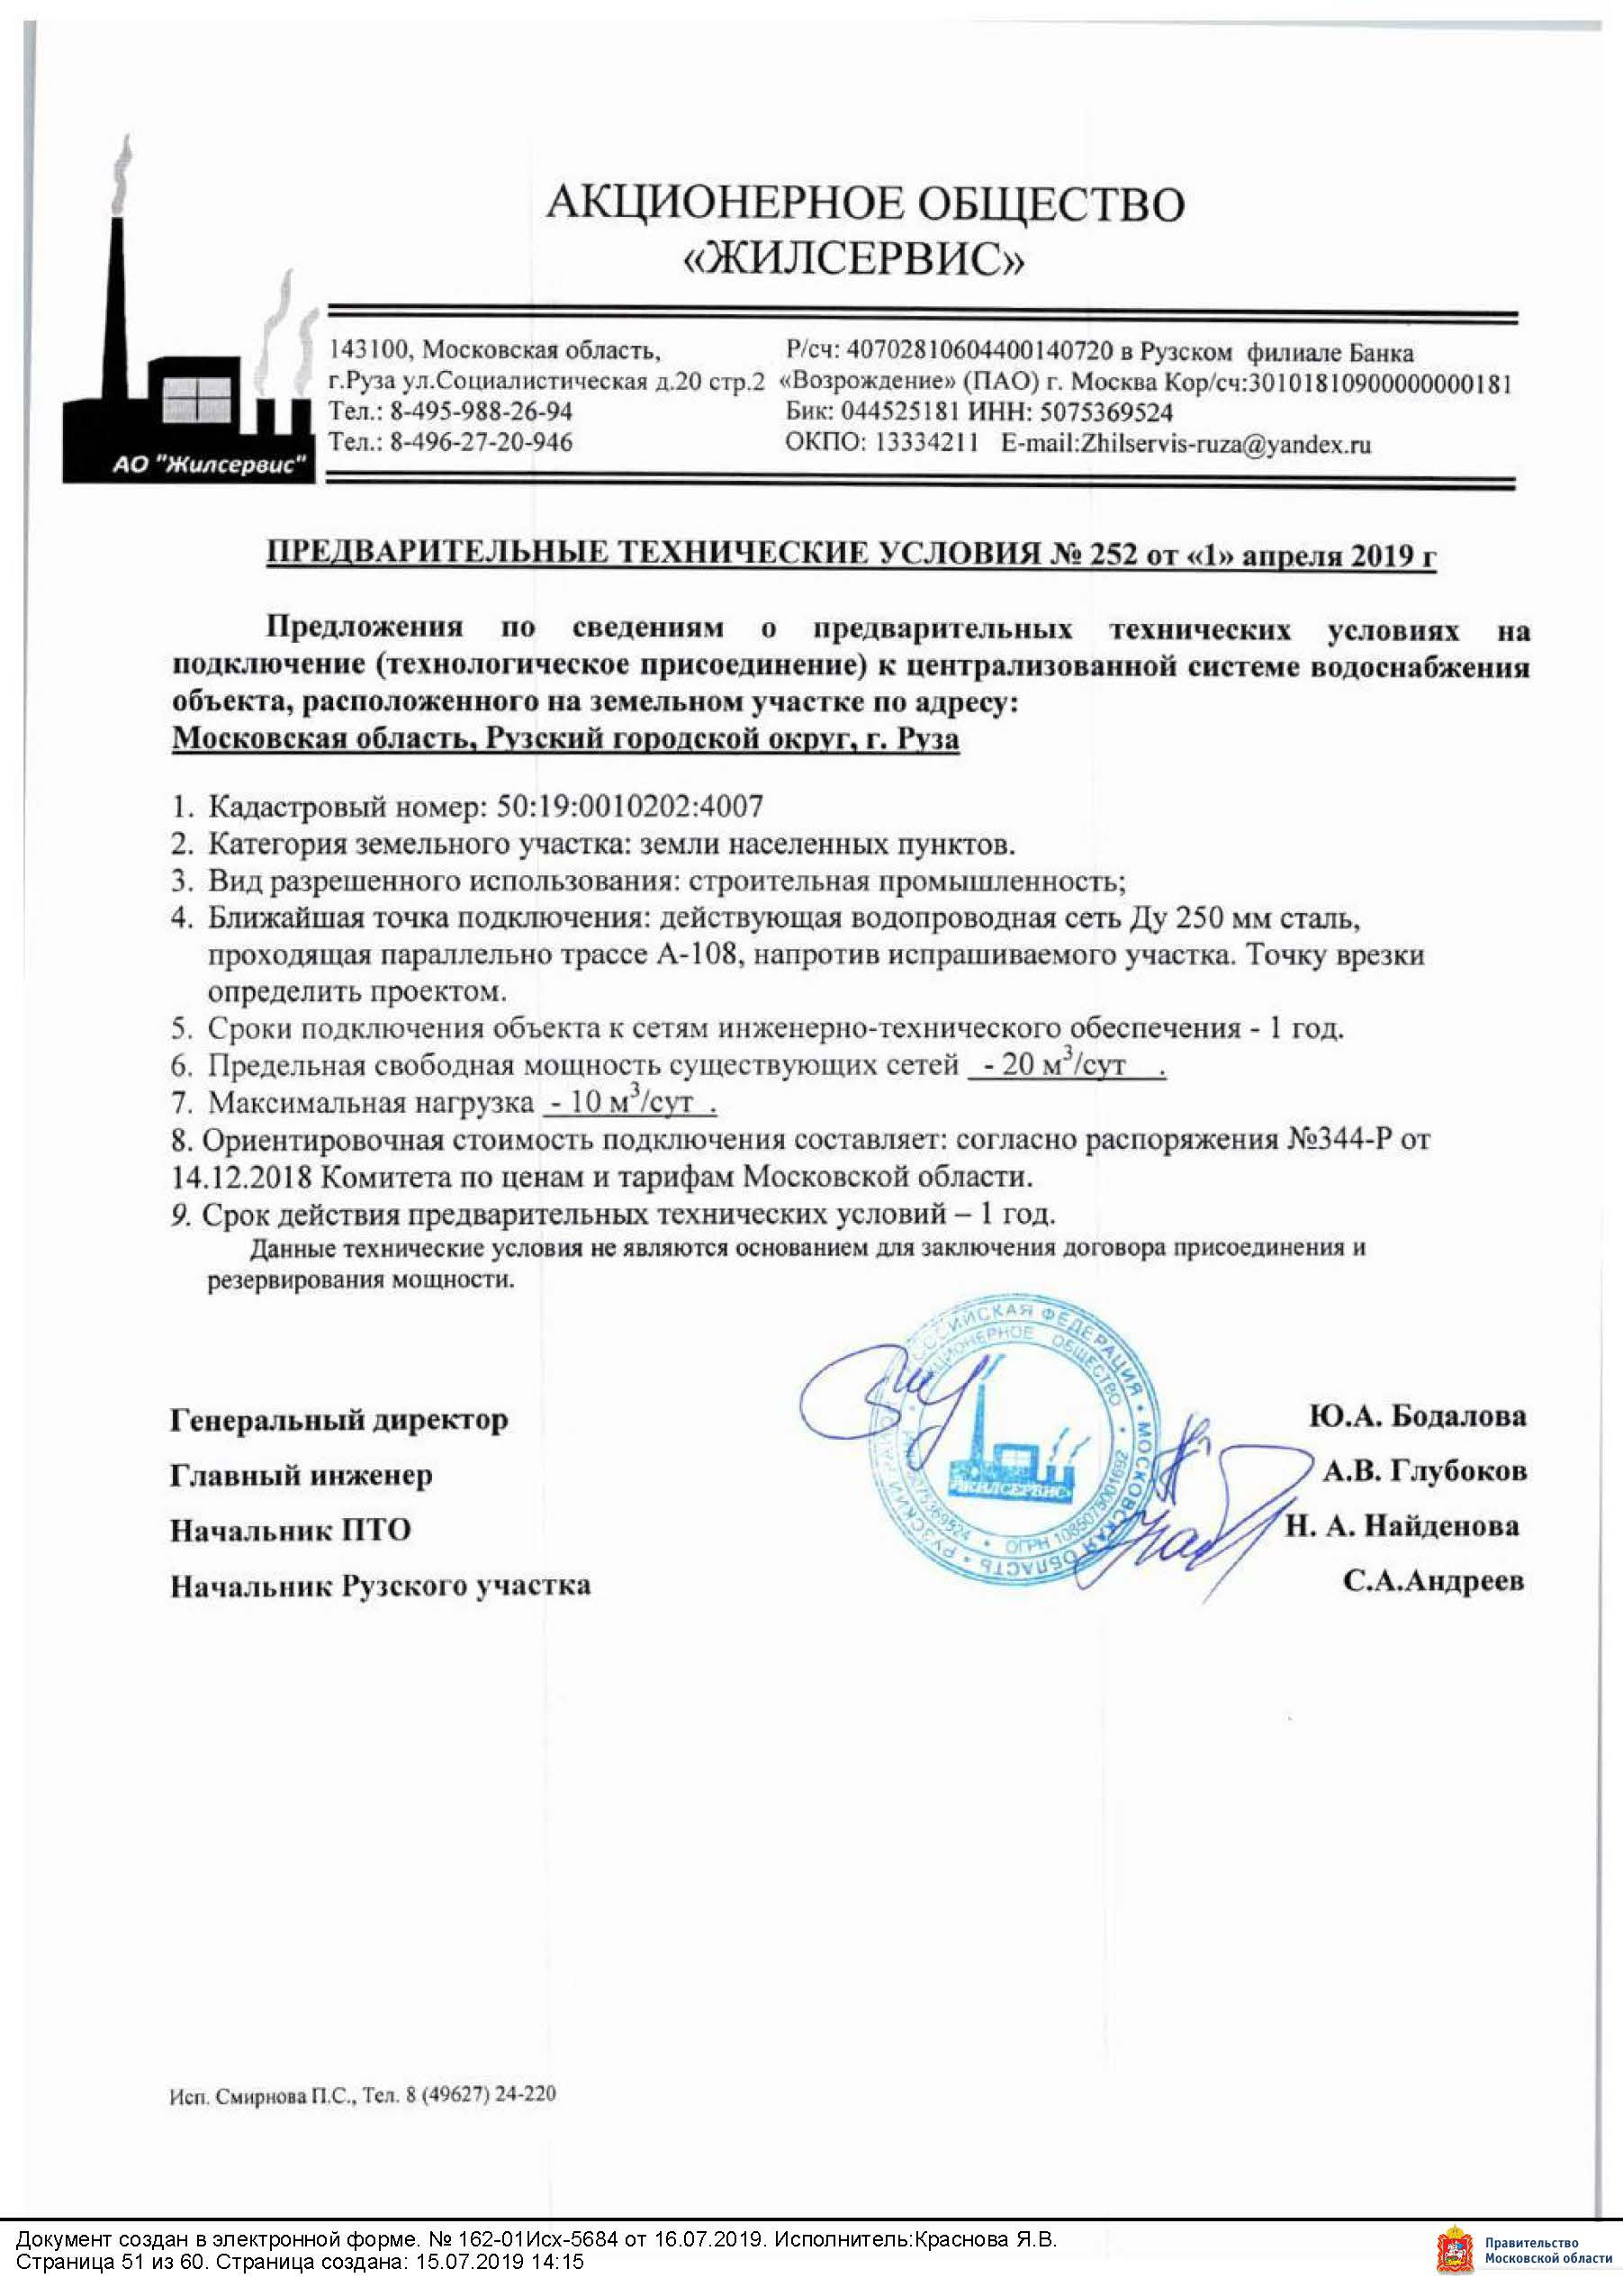 АКЦИОНЕРНОЕ ОБЩЕСТВО
«ЖИЛСЕРВИС»
АО "Жилсервис"
143100, Московская область,
г.Руза ул.Социалистическая д.20 стр.2
Тел.: 8-495-988-26-94
Тел.: 8-496-27-20-946
Р/сч: 40702810604400140720 в Рузском филиале Банка
«Возрождение» (ПАО) г. Москва Кор/сч:30101810900000000181
Бик: 044525181 ИНН: 5075369524
ОКПО: 13334211 E-mail:Zhilservis-ruza@yandex.ru
ПРЕДВАРИТЕЛЬНЫЕ ТЕХНИЧЕСКИЕ УСЛОВИЯ № 252 от «1» апреля 2019 г
Предложения по сведениям о предварительных технических условиях на
подключение (технологическое присоединение) к централизованной системе водоснабжения
объекта, расположенного на земельном участке по адресу:
Московская область, Рузский городской округ, г. Руза
1. Кадастровый номер: 50:19:0010202:4007
2. Категория земельного участка: земли населенных пунктов.
3. Вид разрешенного использования: строительная промышленность;
4. Ближайшая точка подключения: действующая водопроводная сеть Ду 250 мм сталь,
проходящая параллельно трассе А-108, напротив испрашиваемого участка. Точку врезки
определить проектом.
5. Сроки подключения объекта к сетям инженерно-технического обеспечения - 1 год.
6. Предельная свободная мощность существующих сетей - 20 м³/сут .
7. Максимальная нагрузка - 10 м³/сут .
8. Ориентировочная стоимость подключения составляет: согласно распоряжения №344-Р от
14.12.2018 Комитета по ценам и тарифам Московской области.
9. Срок действия предварительных технических условий – 1 год.
Данные технические условия не являются основанием для заключения договора присоединения и
резервирования мощности.
Генеральный директор Ю.А. Бодалова
Главный инженер А.В. Глубоков
Начальник ПТО Н. А. Найденова
Начальник Рузского участка С.А.Андреев
РОССИЙСКАЯ ФЕДЕРАЦИЯ • МОСКОВСКАЯ ОБЛАСТЬ • РУЗСКИЙ РАЙОН
АКЦИОНЕРНОЕ ОБЩЕСТВО
ОГРН 1085075001692
«ЖИЛСЕРВИС»
Исп. Смирнова П.С., Тел. 8 (49627) 24-220
Документ создан в электронной форме. № 162-01Исх-5684 от 16.07.2019. Исполнитель:Краснова Я.В.
Страница 51 из 60. Страница создана: 15.07.2019 14:15
Правительство
Московской области